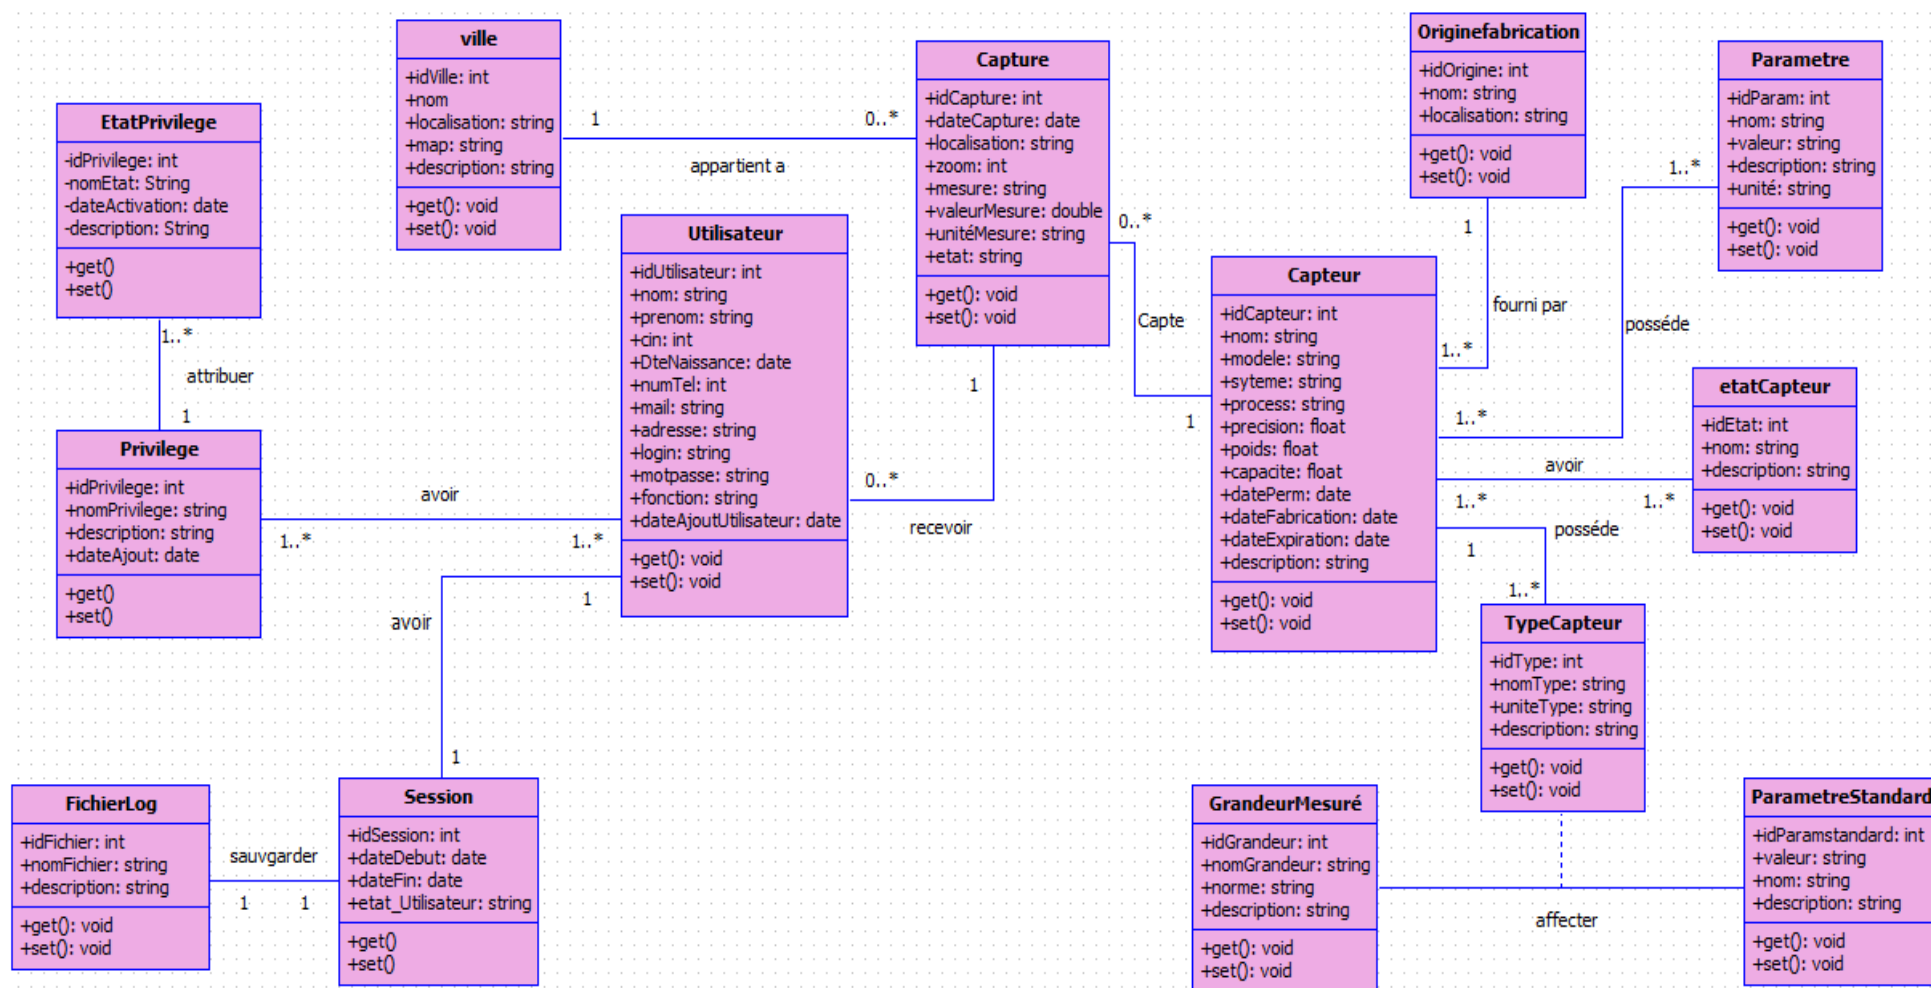 ville
+idVille: int
+nom
+localisation: string
+map: string
+description: string
+get(): void
+set(): void
EtatPrivilege
-idPrivilege: int
-nomEtat: String
-dateActivation: date
-description: String
+get()
+set()
1..*
attribuer
1
Privilege
+idPrivilege: int
+nomPrivilege: string
+description: string
+dateAjout: date
+get()
+set()
avoir
1..*
1..*
1
0..*
appartient a
Utilisateur
+idUtilisateur: int
+nom: string
+prenom: string
+cin: int
+DteNaissance: date
+numTel: int
+mail: string
+adresse: string
+login: string
+motpasse: string
+fonction: string
+dateAjoutUtilisateur: date
+get(): void
+set(): void
1
avoir
1
Capture
+idCapture: int
+dateCapture: date
+localisation: string
+zoom: int
+mesure: string
+valeurMesure: double
+unitéMesure: string
+etat: string
+get(): void
+set(): void
1
0..*
recevoir
0..*
Capte
1
Originefabrication
+idOrigine: int
+nom: string
+localisation: string
+get(): void
+set(): void
1
fourni par
1..*
Parametre
+idParam: int
+nom: string
+valeur: string
+description: string
+unité: string
+get(): void
+set(): void
1..*
posséde
1..*
Capteur
+idCapteur: int
+nom: string
+modele: string
+syteme: string
+process: string
+precision: float
+poids: float
+capacite: float
+datePerm: date
+dateFabrication: date
+dateExpiration: date
+description: string
+get(): void
+set(): void
etatCapteur
+idEtat: int
+nom: string
+description: string
+get(): void
+set(): void
avoir
1..*
1..*
posséde
1
1..*
TypeCapteur
+idType: int
+nomType: string
+uniteType: string
+description: string
+get(): void
+set(): void
FichierLog
+idFichier: int
+nomFichier: string
+description: string
+get(): void
+set(): void
sauvgarder
1
1
Session
+idSession: int
+dateDebut: date
+dateFin: date
+etat_Utilisateur: string
+get()
+set()
GrandeurMesuré
+idGrandeur: int
+nomGrandeur: string
+norme: string
+description: string
+get(): void
+set(): void
affecter
ParametreStandard
+idParamstandard: int
+valeur: string
+nom: string
+description: string
+get(): void
+set(): void